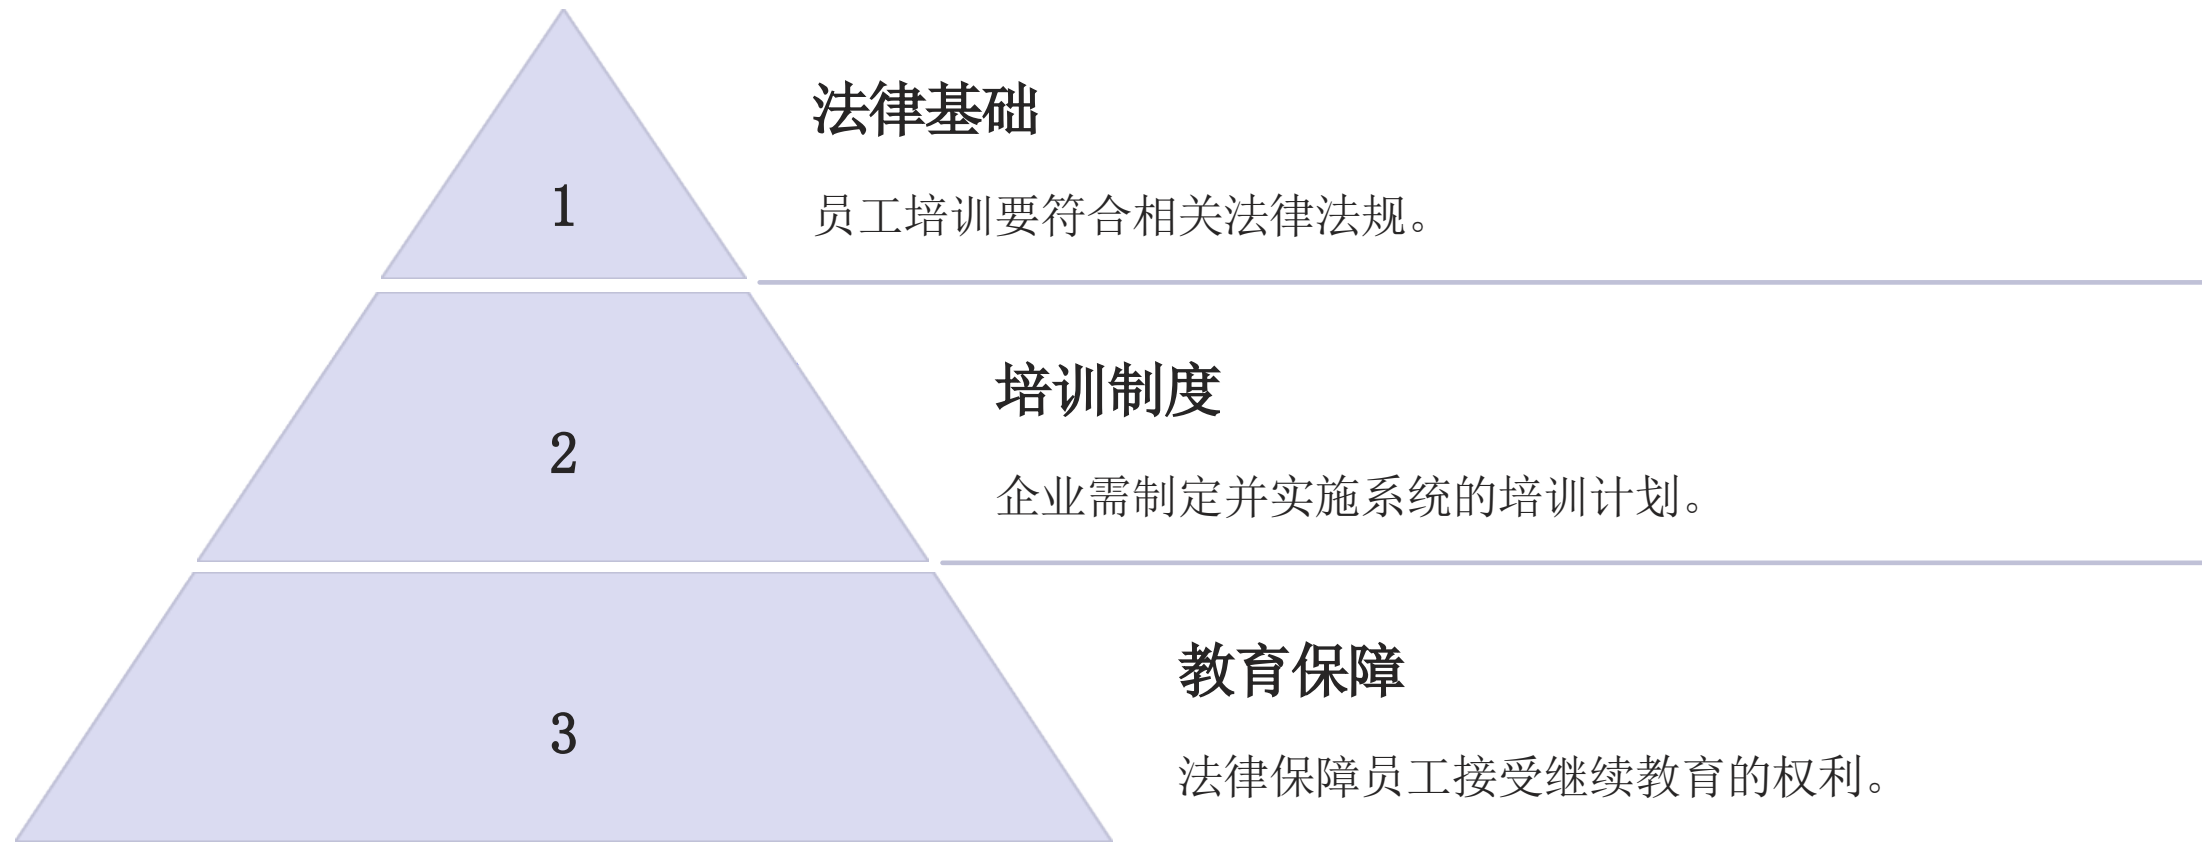 1
法律基础
员工培训要符合相关法律法规。
2
培训制度
企业需制定并实施系统的培训计划。
3
教育保障
法律保障员工接受继续教育的权利。